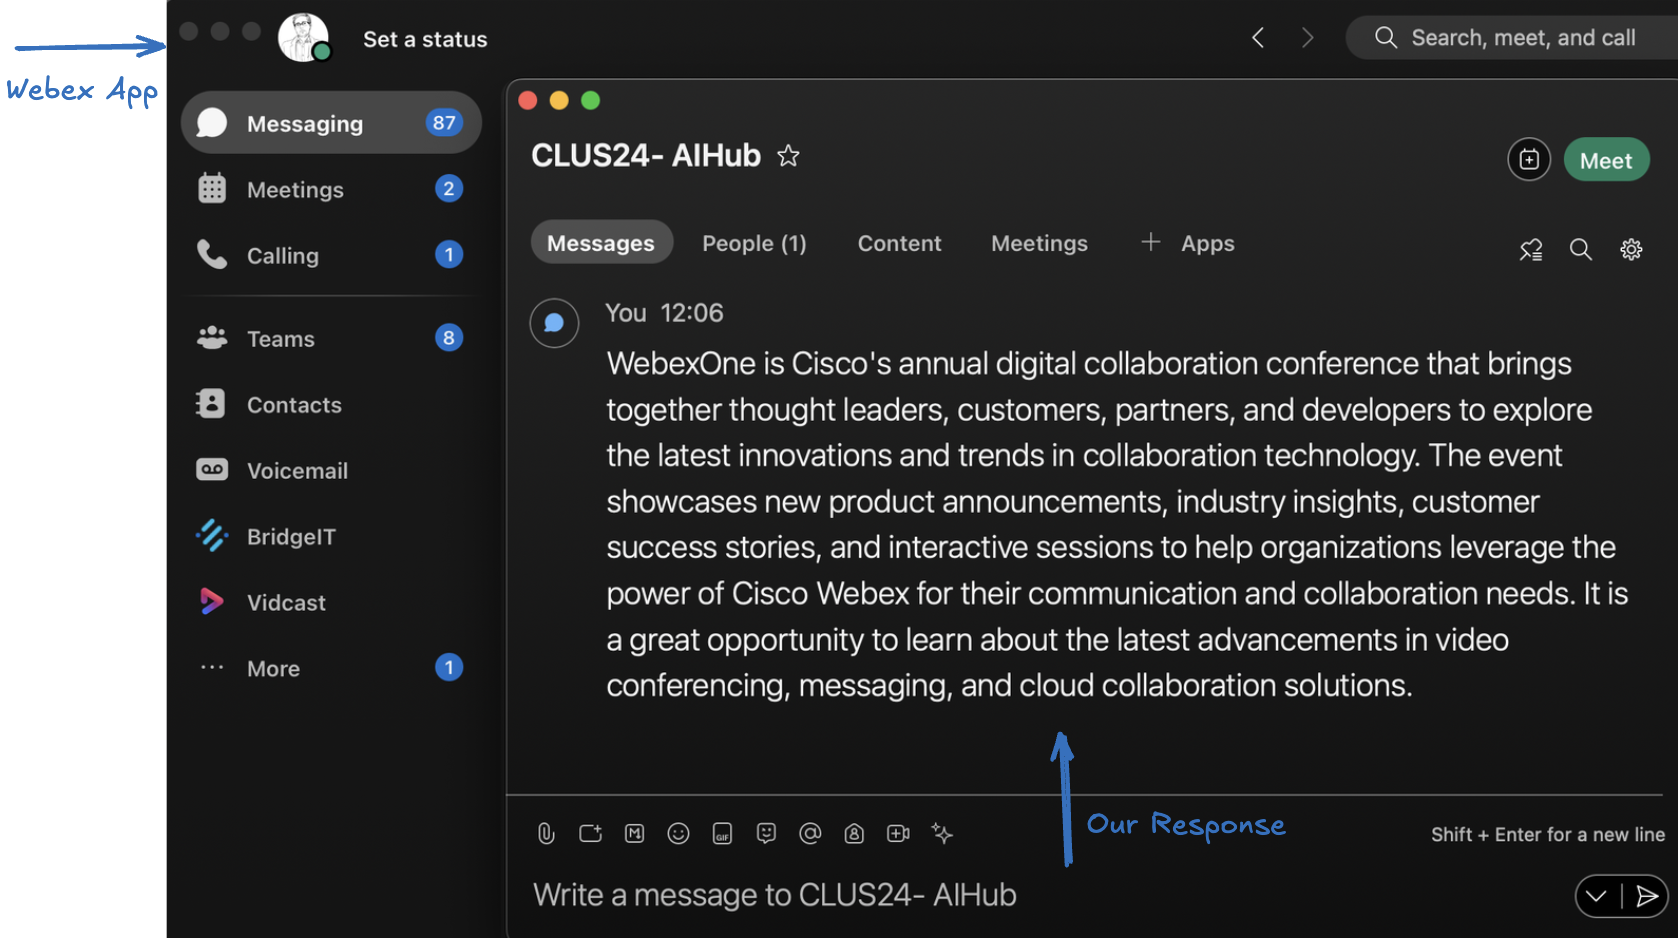 Webex App
Set a status
Search, meet, and call
Messaging 87
Meetings 2
Calling 1
Teams 8
Contacts
Voicemail
BridgeIT
Vidcast
More 1
CLUS24- AIHub
Meet
Messages People (1) Content Meetings Apps
You 12:06
WebexOne is Cisco's annual digital collaboration conference that brings
together thought leaders, customers, partners, and developers to explore
the latest innovations and trends in collaboration technology. The event
showcases new product announcements, industry insights, customer
success stories, and interactive sessions to help organizations leverage the
power of Cisco Webex for their communication and collaboration needs. It is
a great opportunity to learn about the latest advancements in video
conferencing, messaging, and cloud collaboration solutions.
Our Response
M
GIF
Shift + Enter for a new line
Write a message to CLUS24- AIHub